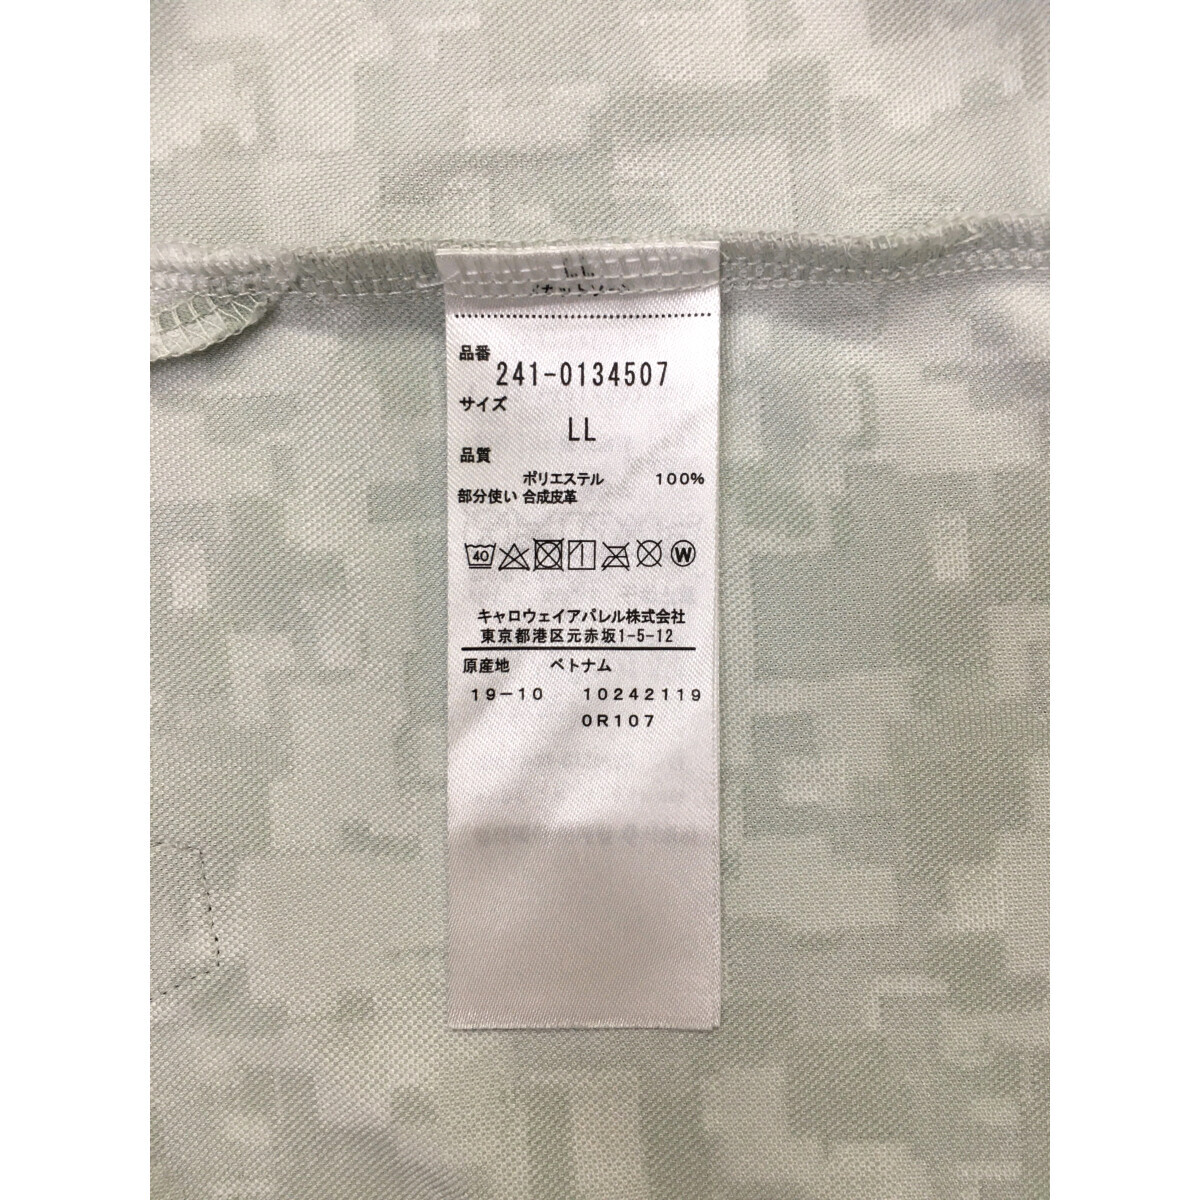 品番
241-0134507
サイズ
LL
品質
ポリエステル 100%
部分使い 合成皮革
40 W
キャロウェイアパレル株式会社
東京都港区元赤坂1-5-12
原産地 ベトナム
19-10 10242119
0R107